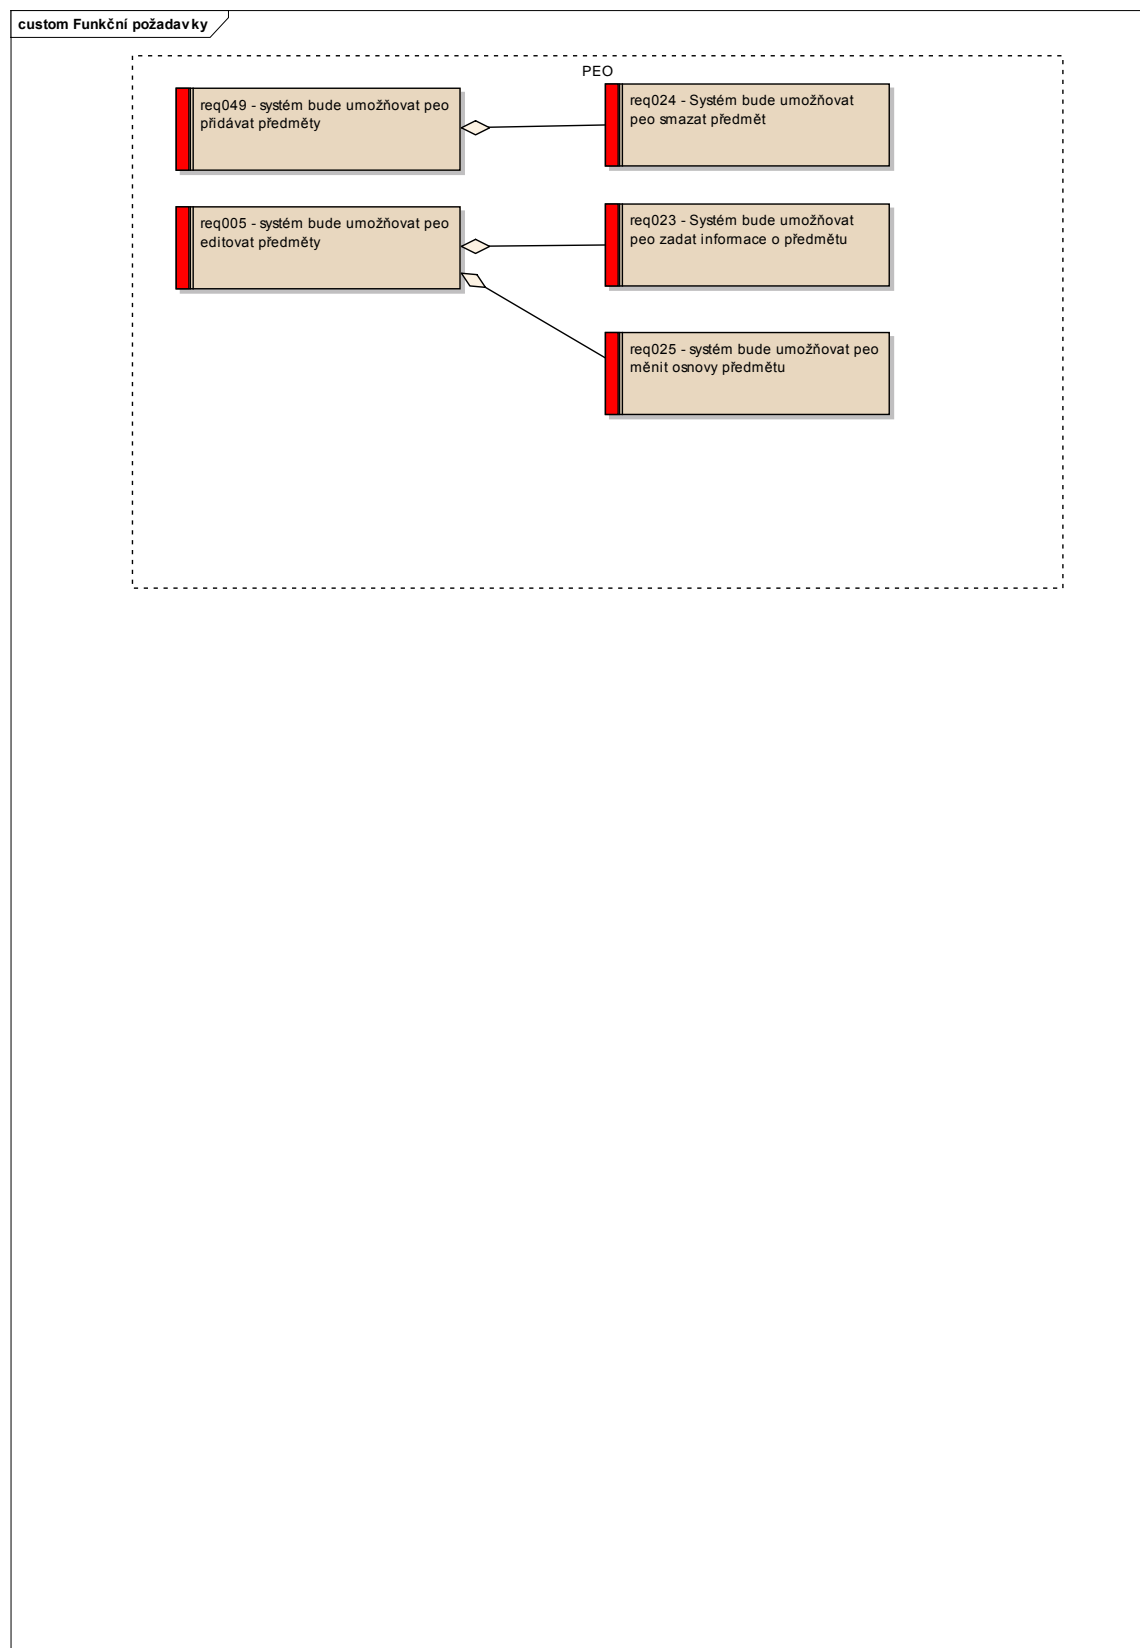 custom Funkční požadavky
PEO
req049 - systém bude umožňovat peo
přidávat předměty
req024 - Systém bude umožňovat
peo smazat předmět
req005 - systém bude umožňovat peo
editovat předměty
req023 - Systém bude umožňovat
peo zadat informace o předmětu
req025 - systém bude umožňovat peo
měnit osnovy předmětu